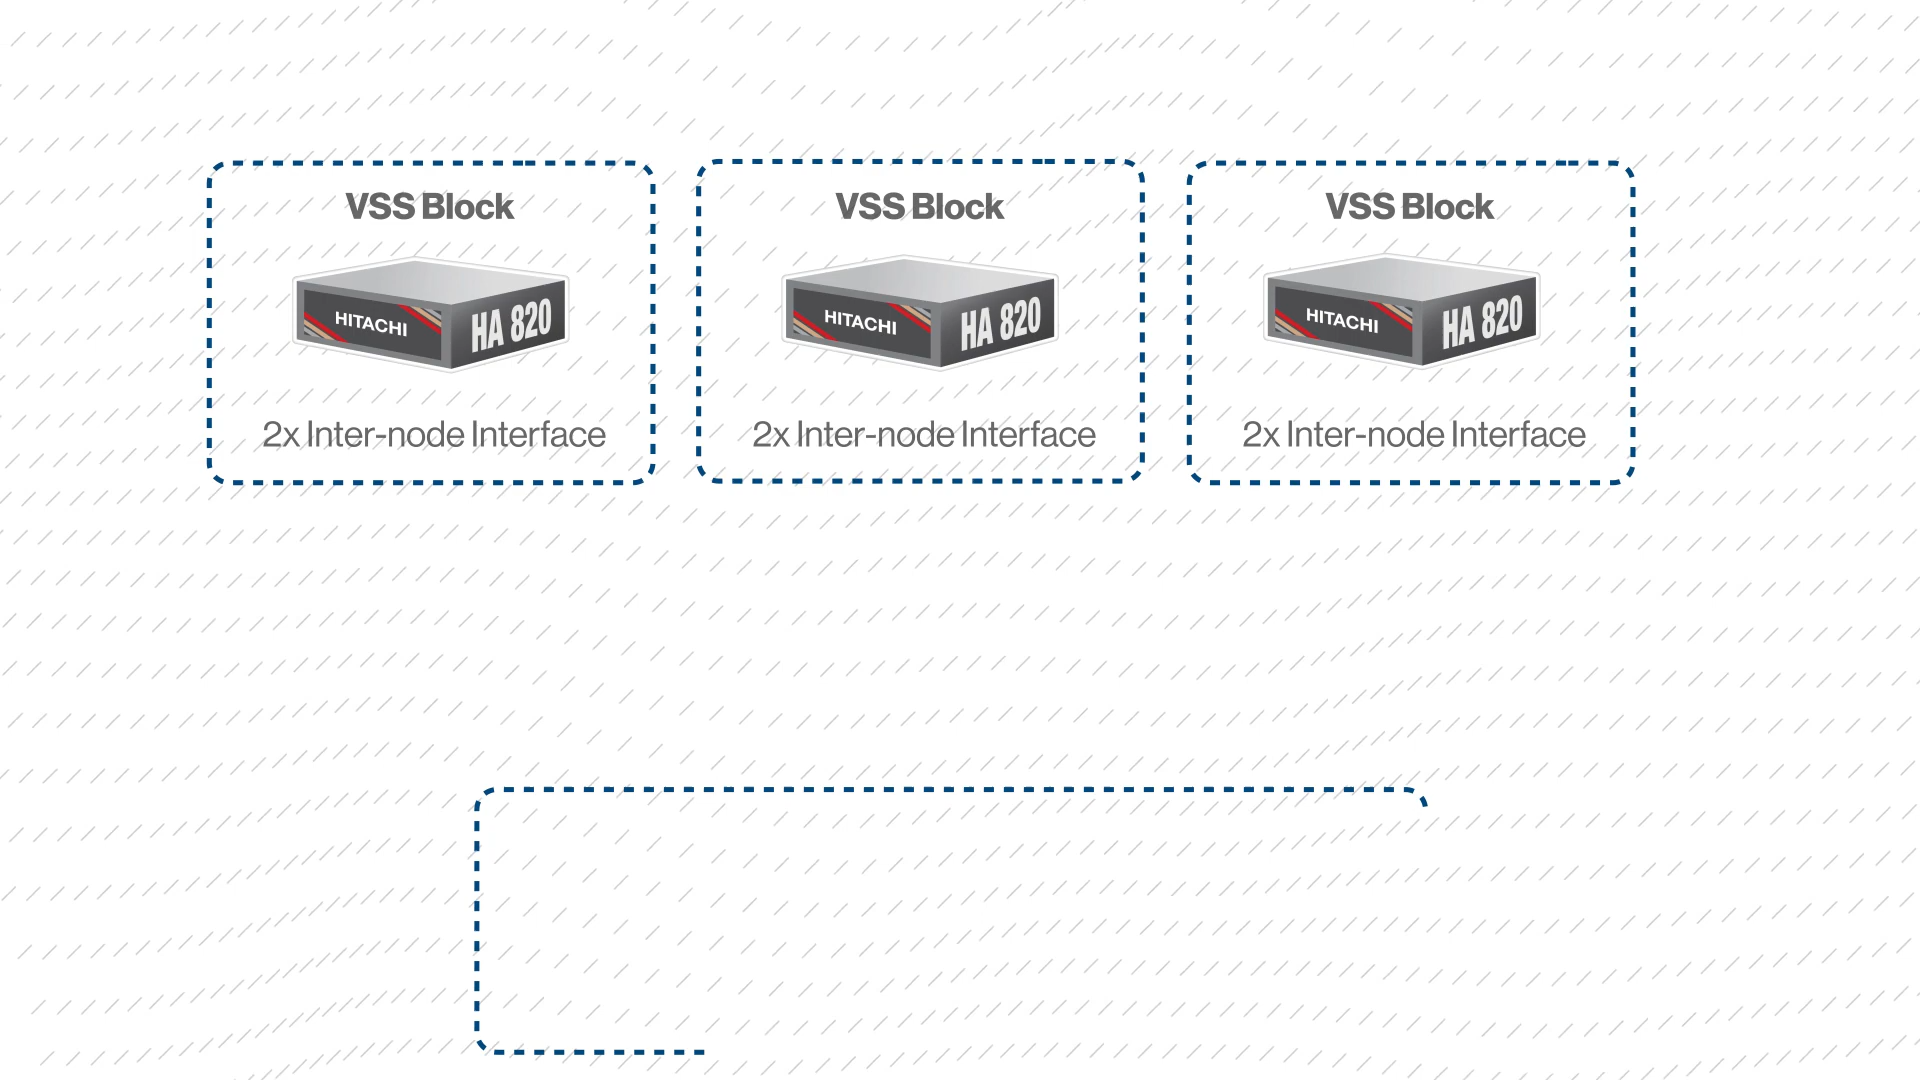 VSS Block
HITACHI
HA 820
2x Inter-node Interface
VSS Block
HITACHI
HA 820
2x Inter-node Interface
VSS Block
HITACHI
HA 820
2x Inter-node Interface